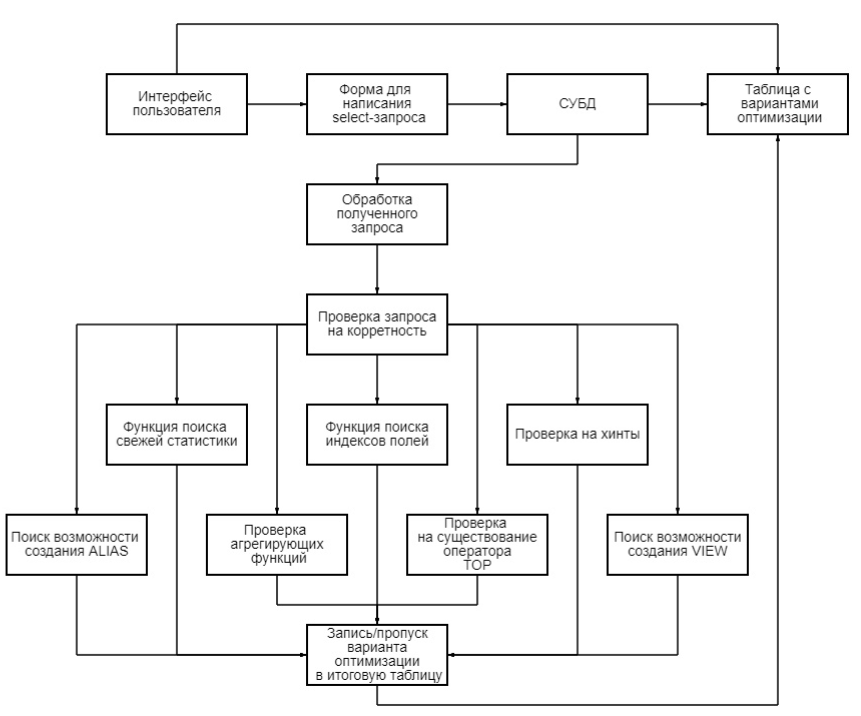 Интерфейс
пользователя
Форма для
написания
select-запроса
СУБД
Таблица с
вариантами
оптимизации
Обработка
полученного
запроса
Проверка запроса
на корретность
Функция поиска
свежей статистики
Функция поиска
индексов полей
Проверка на хинты
Поиск возможности
создания ALIAS
Проверка
агрегирующих
функций
Проверка
на существование
оператора
TOP
Поиск возможности
создания VIEW
Запись/пропуск
варианта
оптимизации
в итоговую таблицу